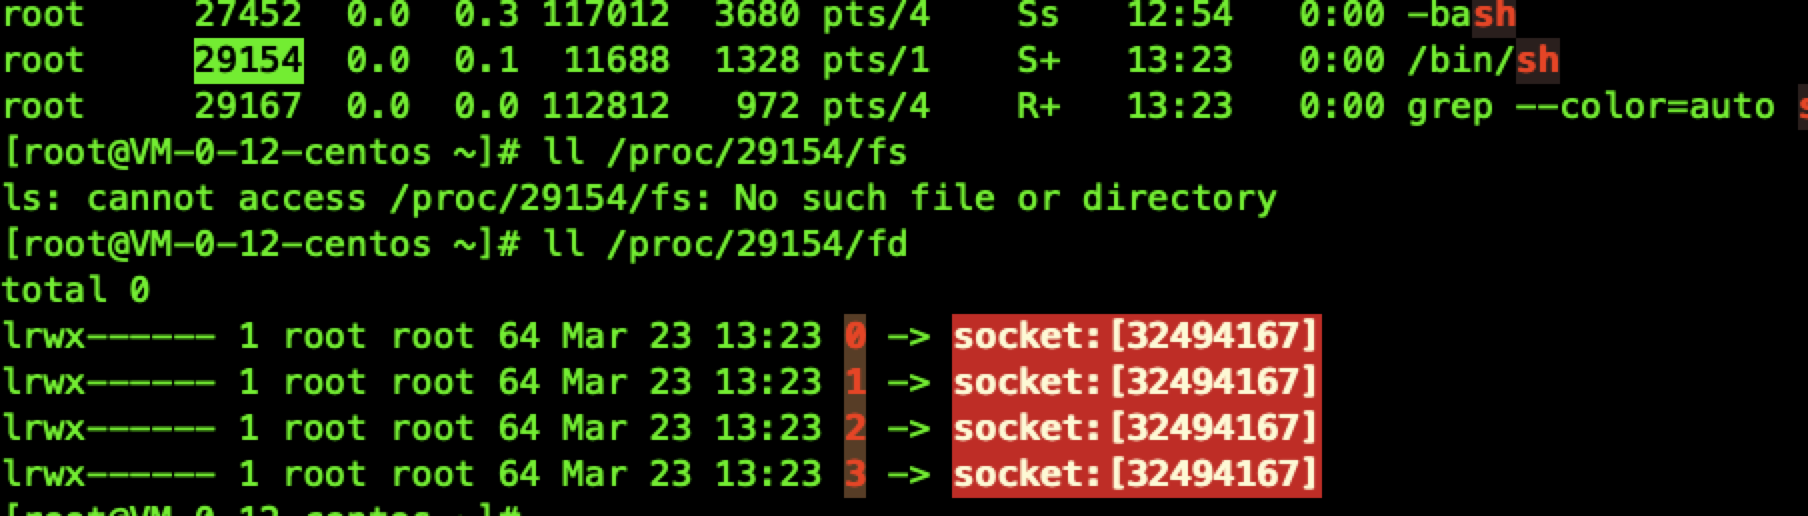 root     27452  0.0  0.3 117012  3680 pts/4    Ss   12:54   0:00 -bash
root     29154  0.0  0.1  11688  1328 pts/1    S+   13:23   0:00 /bin/sh
root     29167  0.0  0.0 112812   972 pts/4    R+   13:23   0:00 grep --color=auto
[root@VM-0-12-centos ~]# ll /proc/29154/fs
ls: cannot access /proc/29154/fs: No such file or directory
[root@VM-0-12-centos ~]# ll /proc/29154/fd
total 0
lrwx------ 1 root root 64 Mar 23 13:23 0 -> socket:[32494167]
lrwx------ 1 root root 64 Mar 23 13:23 1 -> socket:[32494167]
lrwx------ 1 root root 64 Mar 23 13:23 2 -> socket:[32494167]
lrwx------ 1 root root 64 Mar 23 13:23 3 -> socket:[32494167]
[root@VM-0-12-centos ~]#